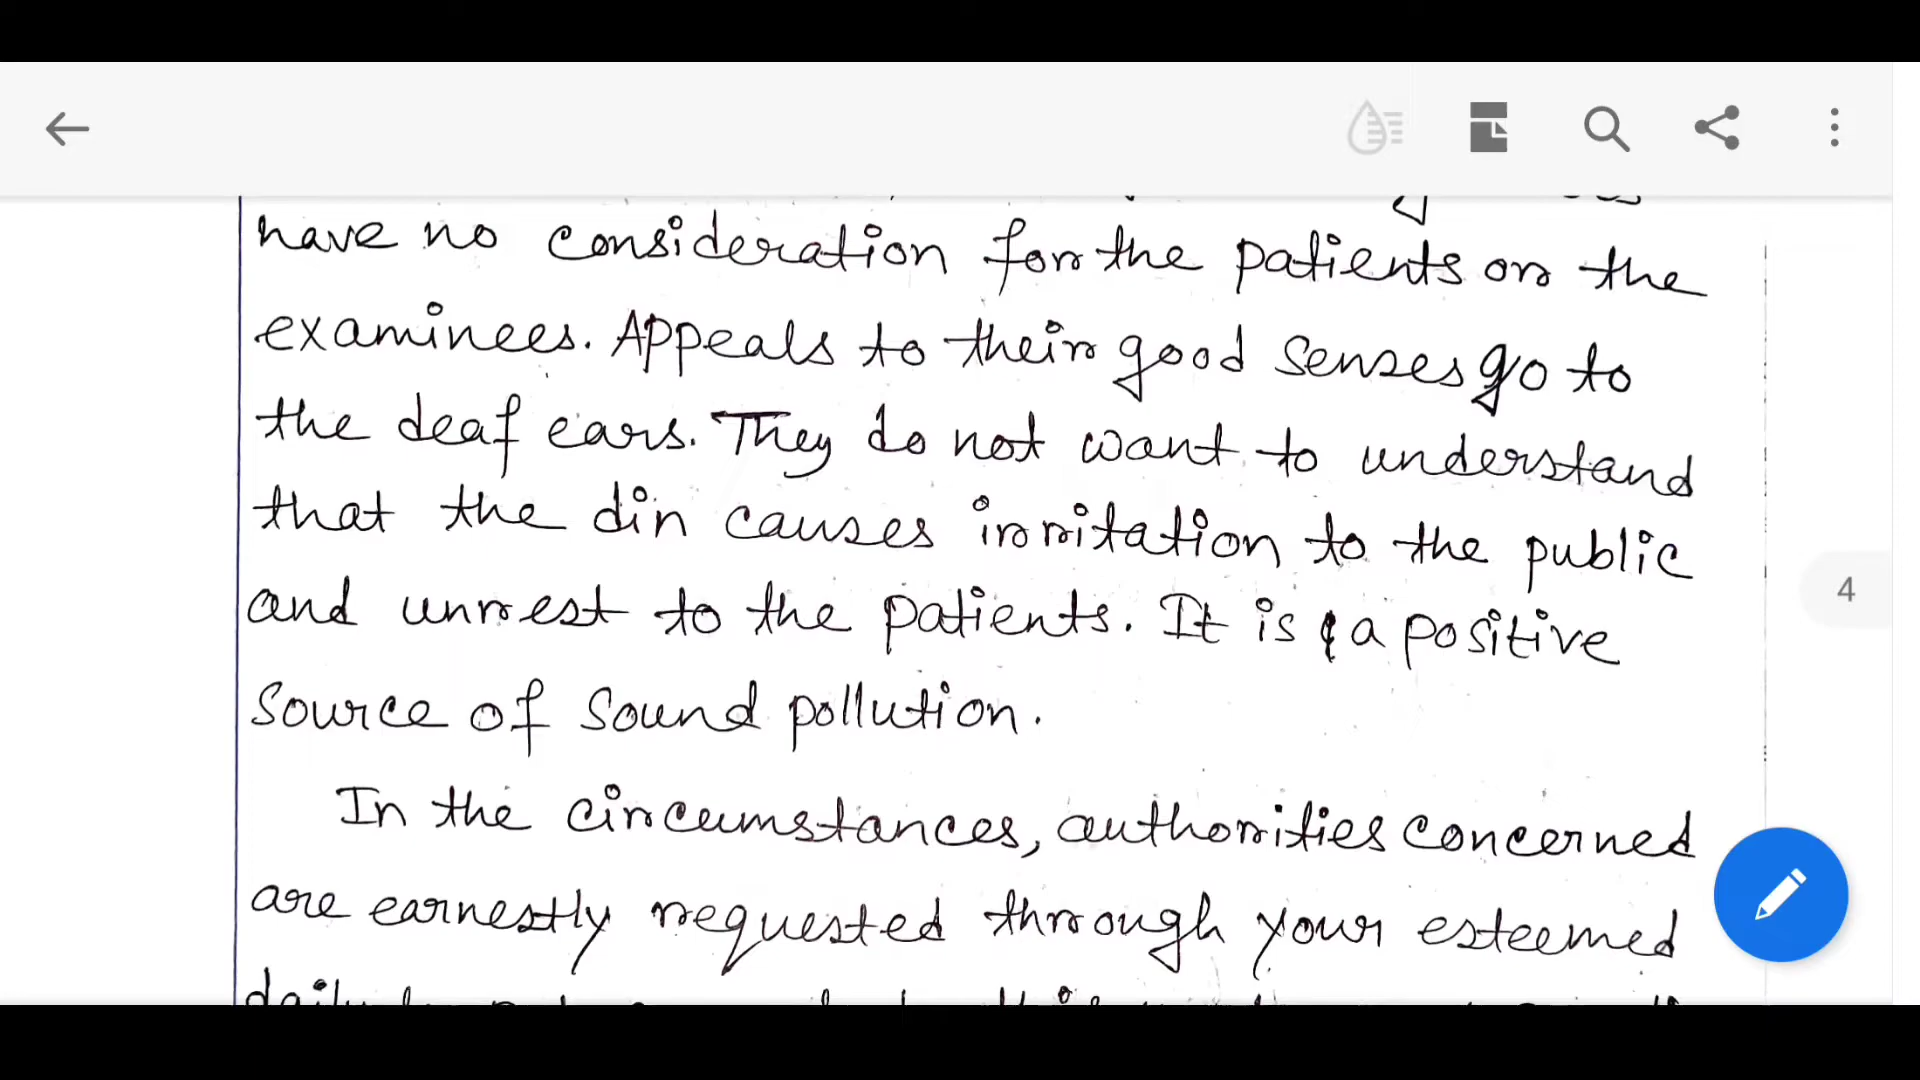 have no consideration for the patients or the
examinees. Appeals to their good senses go to
the deaf ears. They do not want to understand
that the din causes irritation to the public
4
and unrest to the patients. It is a positive
source of sound pollution.
In the circumstances, authorities concerned
are earnestly requested through your esteemed
daily